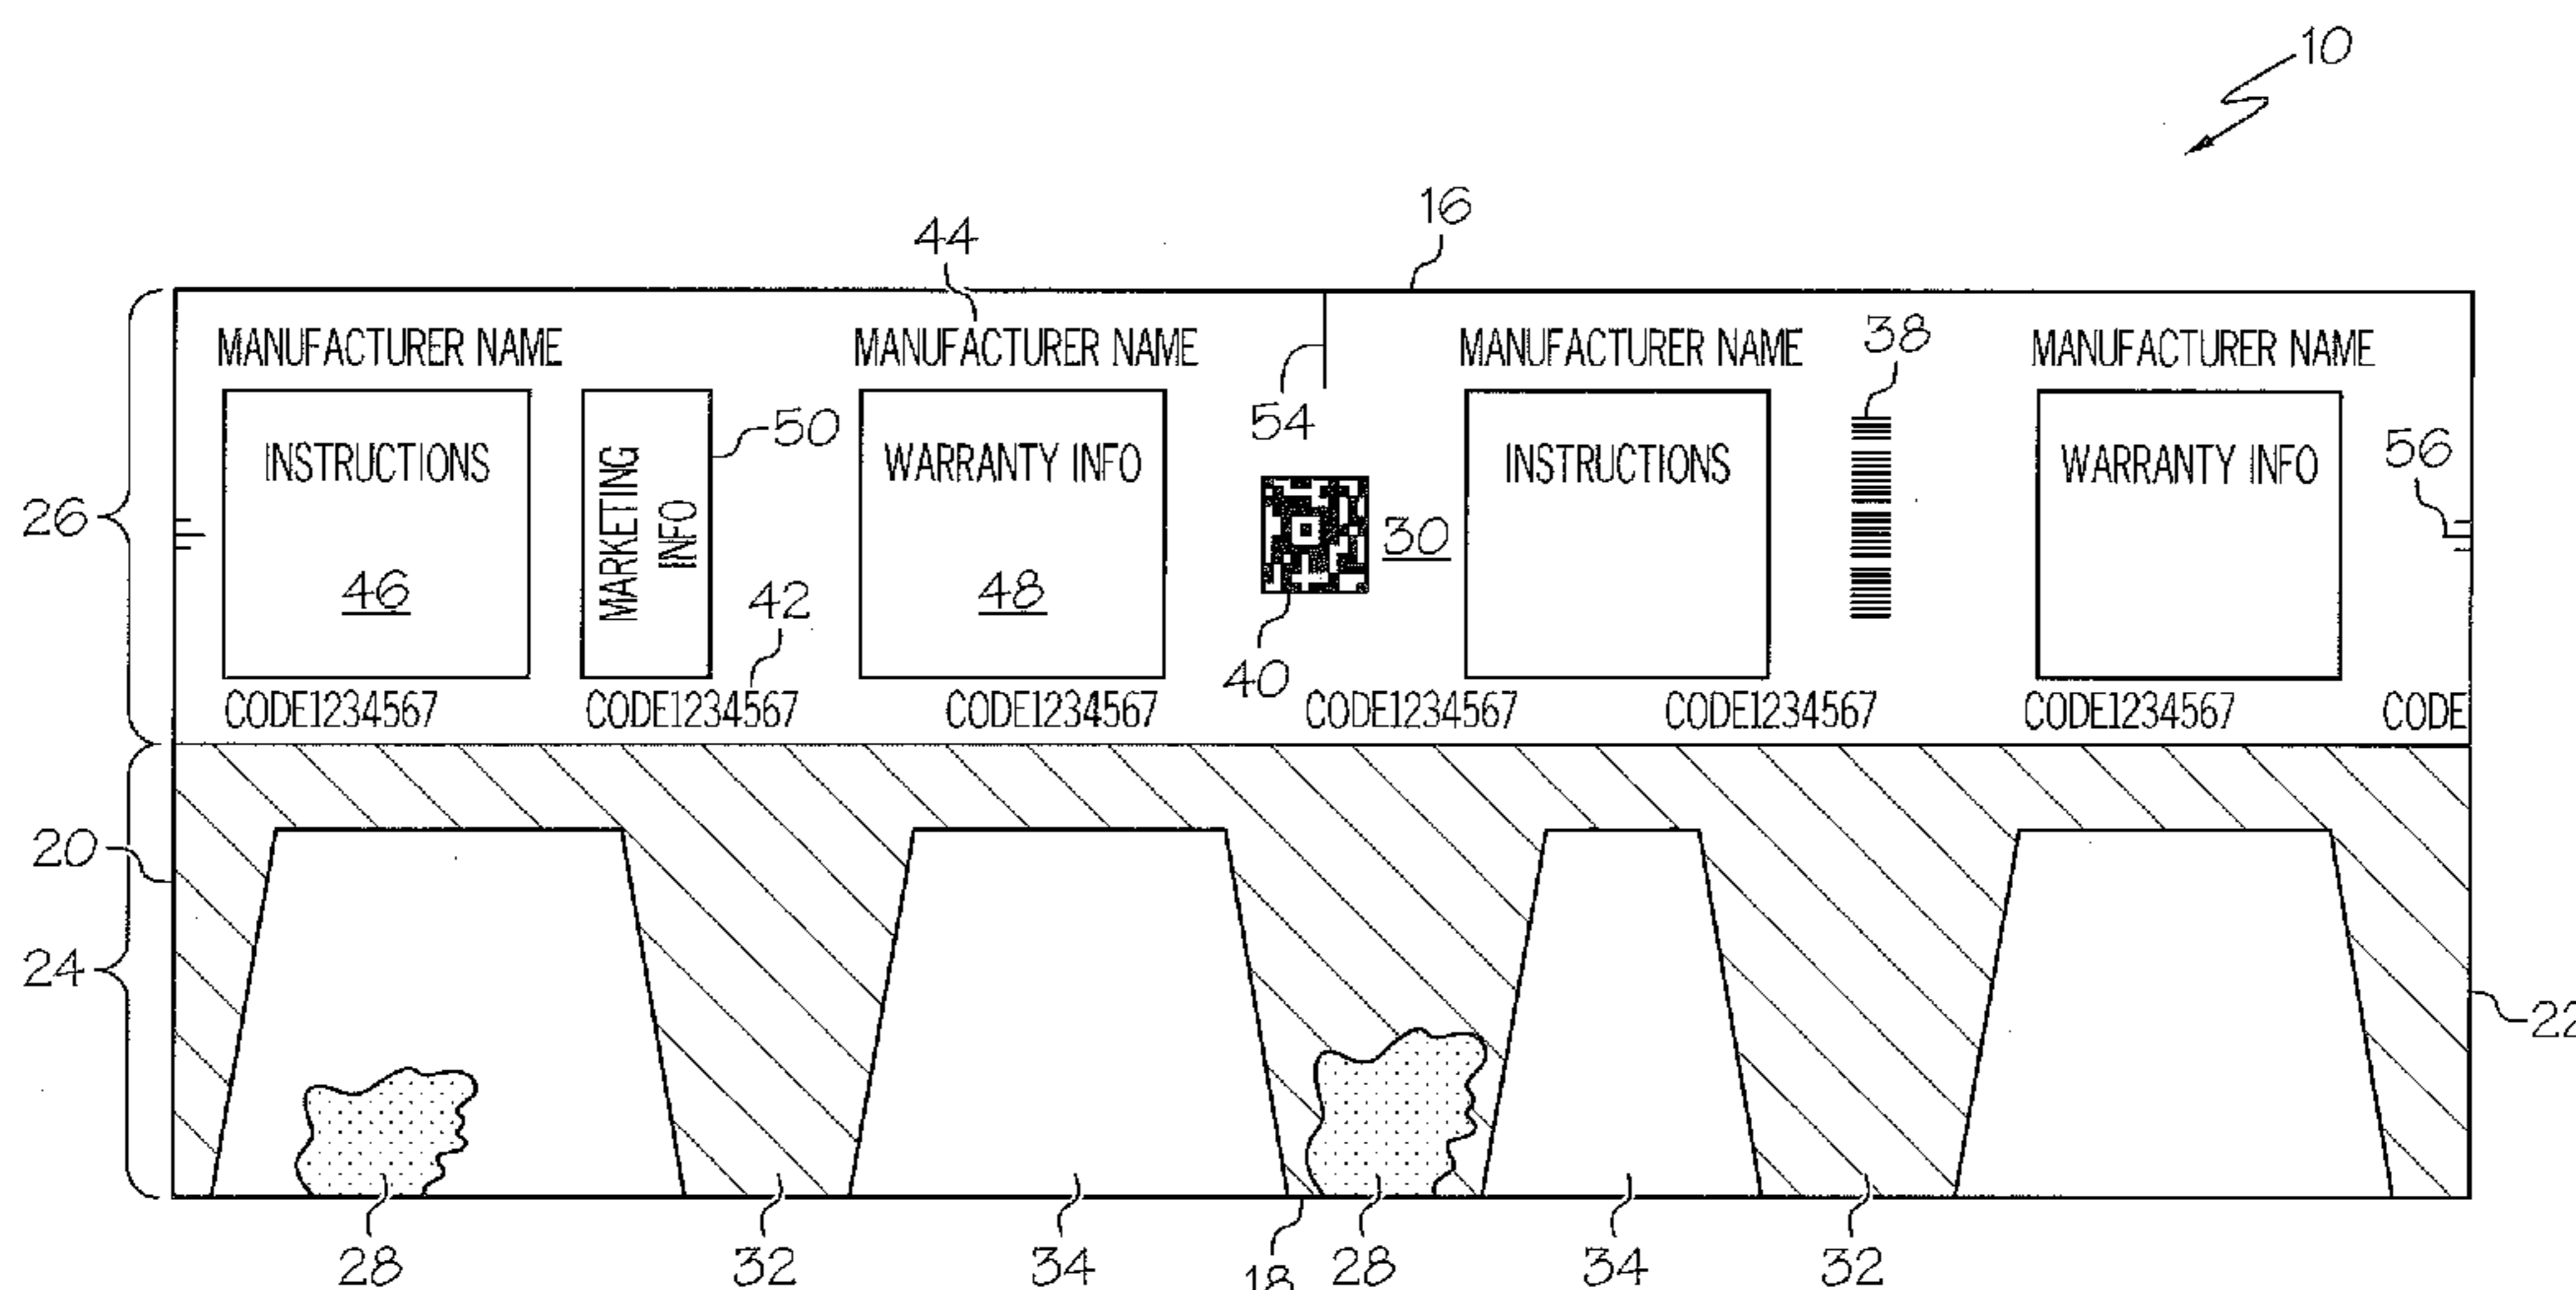 10
16
44
MANUFACTURER NAME MANUFACTURER NAME MANUFACTURER NAME 38 MANUFACTURER NAME
54
50
INSTRUCTIONS WARRANTY INFO INSTRUCTIONS WARRANTY INFO 56
MARKETING
INFO
26
30
46 42 48
40
CODE1234567 CODE1234567 CODE1234567 CODE1234567 CODE1234567 CODE1234567 CODE
20
24
22
28 32 34 18 28 34 32